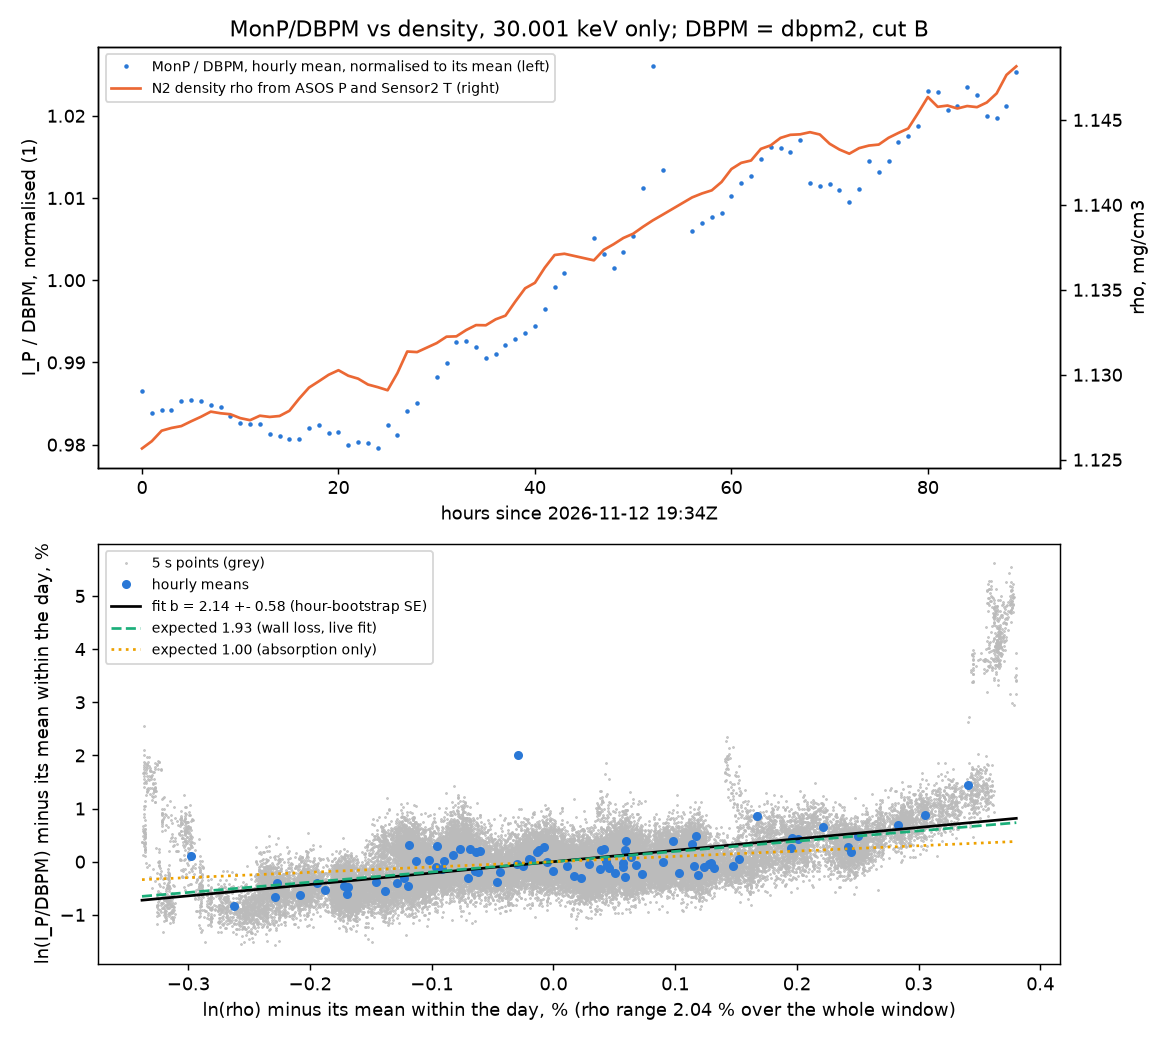 MonP/DBPM vs density, 30.001 keV only; DBPM = dbpm2, cut B
MonP / DBPM, hourly mean, normalised to its mean (left)
N2 density rho from ASOS P and Sensor2 T (right)
I_P / DBPM, normalised (1)
1.02
1.01
1.00
0.99
0.98
1.145
1.140
1.135
1.130
1.125
rho, mg/cm3
0 20 40 60 80
hours since 2026-11-12 19:34Z
5 s points (grey)
hourly means
fit b = 2.14 +- 0.58 (hour-bootstrap SE)
expected 1.93 (wall loss, live fit)
expected 1.00 (absorption only)
ln(I_P/DBPM) minus its mean within the day, %
5
4
3
2
1
0
−1
−0.3 −0.2 −0.1 0.0 0.1 0.2 0.3 0.4
ln(rho) minus its mean within the day, % (rho range 2.04 % over the whole window)